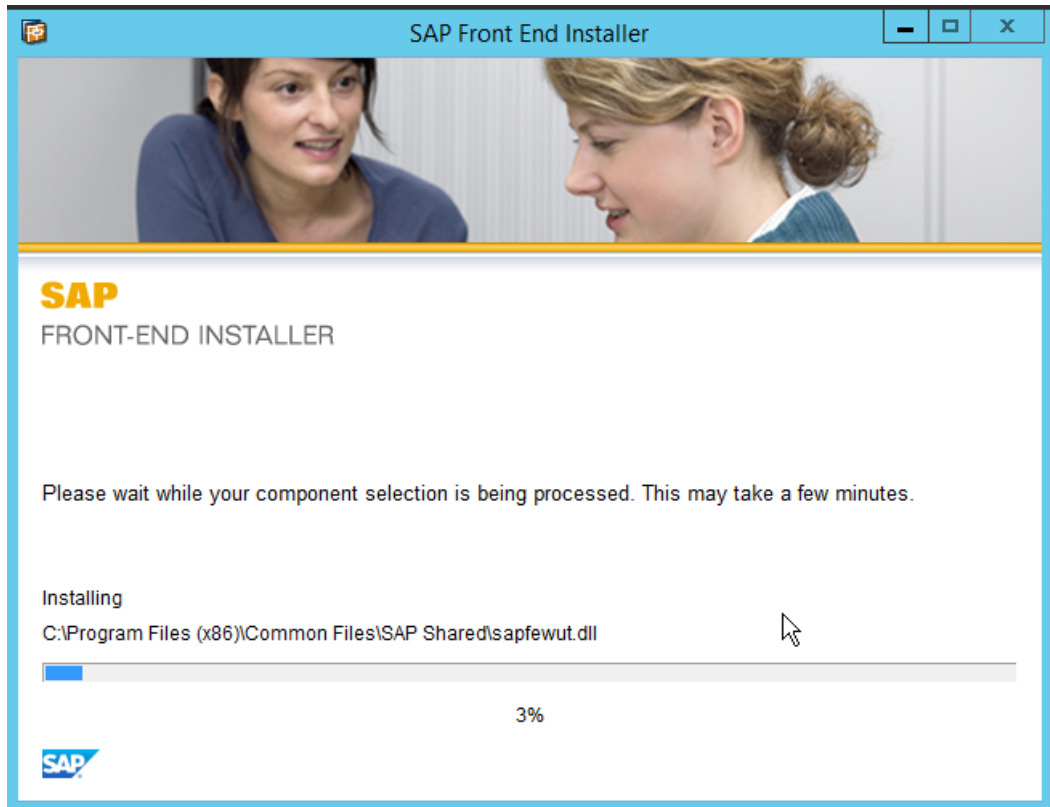 SAP Front End Installer
SAP
FRONT-END INSTALLER
Please wait while your component selection is being processed. This may take a few minutes.
Installing
C:\Program Files (x86)\Common Files\SAP Shared\sapfewut.dll
3%
SAP